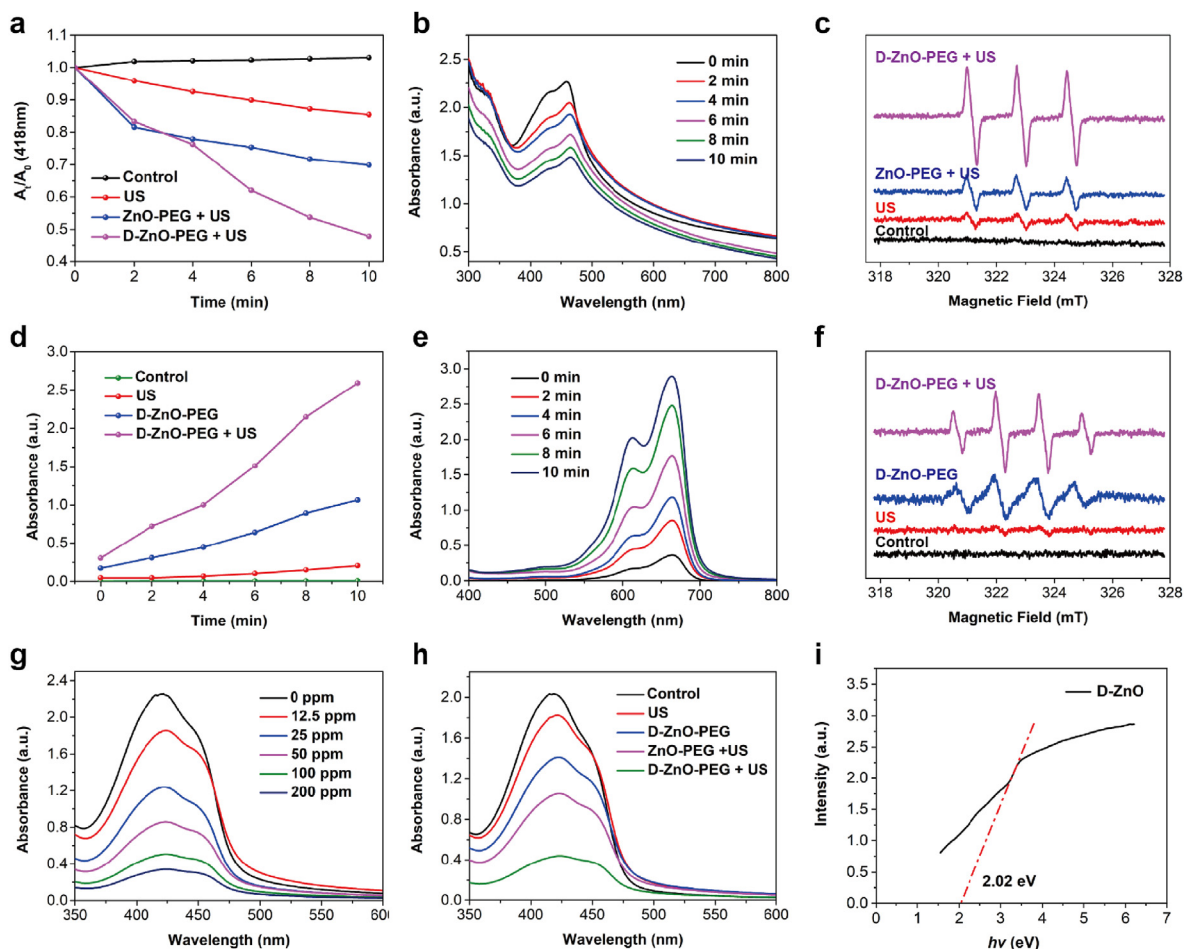 a
1.1
1.0
0.9
0.8
0.7
0.6
0.5
0.4
Aₜ/A₀ (418nm)
Control
US
ZnO-PEG + US
D-ZnO-PEG + US
0 2 4 6 8 10
Time (min)
b
2.5
2.0
1.5
1.0
0.5
Absorbance (a.u.)
0 min
2 min
4 min
6 min
8 min
10 min
300 400 500 600 700 800
Wavelength (nm)
c
D-ZnO-PEG + US
ZnO-PEG + US
US
Control
318 320 322 324 326 328
Magnetic Field (mT)
d
3.0
2.5
2.0
1.5
1.0
0.5
0.0
Absorbance (a.u.)
Control
US
D-ZnO-PEG
D-ZnO-PEG + US
0 2 4 6 8 10
Time (min)
e
3.0
2.5
2.0
1.5
1.0
0.5
0.0
Absorbance (a.u.)
0 min
2 min
4 min
6 min
8 min
10 min
400 500 600 700 800
Wavelength (nm)
f
D-ZnO-PEG + US
D-ZnO-PEG
US
Control
318 320 322 324 326 328
Magnetic Field (mT)
g
2.4
2.0
1.6
1.2
0.8
0.4
0.0
Absorbance (a.u.)
0 ppm
12.5 ppm
25 ppm
50 ppm
100 ppm
200 ppm
350 400 450 500 550 600
Wavelength (nm)
h
2.0
1.6
1.2
0.8
0.4
0.0
Absorbance (a.u.)
Control
US
D-ZnO-PEG
ZnO-PEG +US
D-ZnO-PEG + US
350 400 450 500 550 600
Wavelength (nm)
i
3.5
3.0
2.5
2.0
1.5
1.0
0.5
0.0
Intensity (a.u.)
D-ZnO
2.02 eV
0 1 2 3 4 5 6 7
hv (eV)